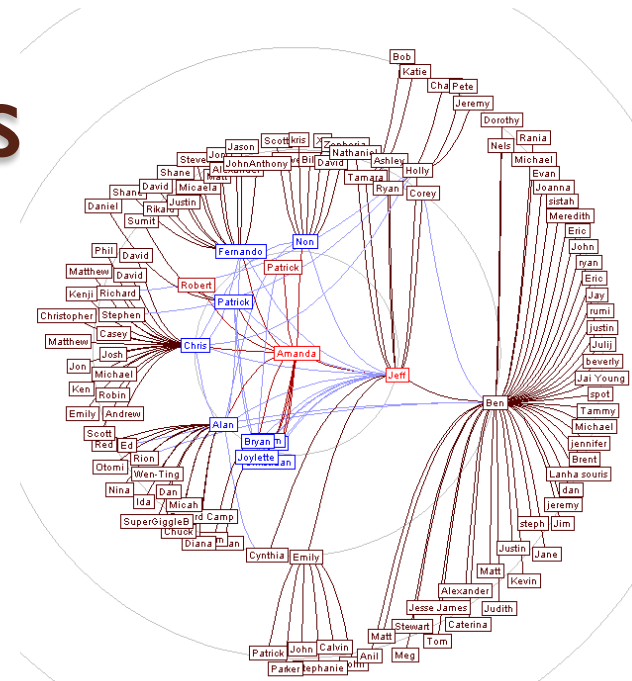 S
Bob
Katie
Pete
Jeremy
Dorothy
Nels
Rania
Michael
Evan
Joanna
sistah
Meredith
Eric
John
ryan
Eric
Jay
rumi
justin
Julij
beverly
Jai Young
spot
Tammy
Michael
jennifer
Brent
Lanha souris
dan
jeremy
Jim
steph
Jane
Justin
Kevin
Matt
Judith
Alexander
Caterina
Jesse James
Tom
Stewart
Meg
Matt
Anil
Ben
Jason
Scott
kris
JohnAnthony
Bil
David
Nathaniel
Ashley
Tamara
Ryan
Holly
Corey
Steve
Shane
Micaela
David
Justin
Daniel
Sumit
Fernando
Non
Patrick
Robert
Patrick
Phil
David
Matthew
David
Kenji
Richard
Christopher
Stephen
Casey
Matthew
Josh
Jon
Michael
Ken
Robin
Emily
Andrew
Chris
Amanda
Jeff
Alan
Bryan
Joylette
Scott
Red
Ed
Rion
Otomi
Wen-Ting
Nina
Dan
Ida
Micah
SuperGiggleB
Camp
Chuck
Diana
Cynthia
Emily
Patrick
John
Calvin
Parker